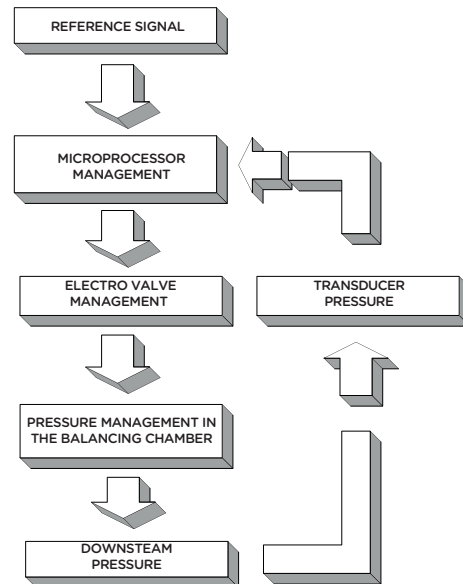 REFERENCE SIGNAL
MICROPROCESSOR
MANAGEMENT
ELECTRO VALVE
MANAGEMENT
TRANSDUCER
PRESSURE
PRESSURE MANAGEMENT IN
THE BALANCING CHAMBER
DOWNSTEAM
PRESSURE